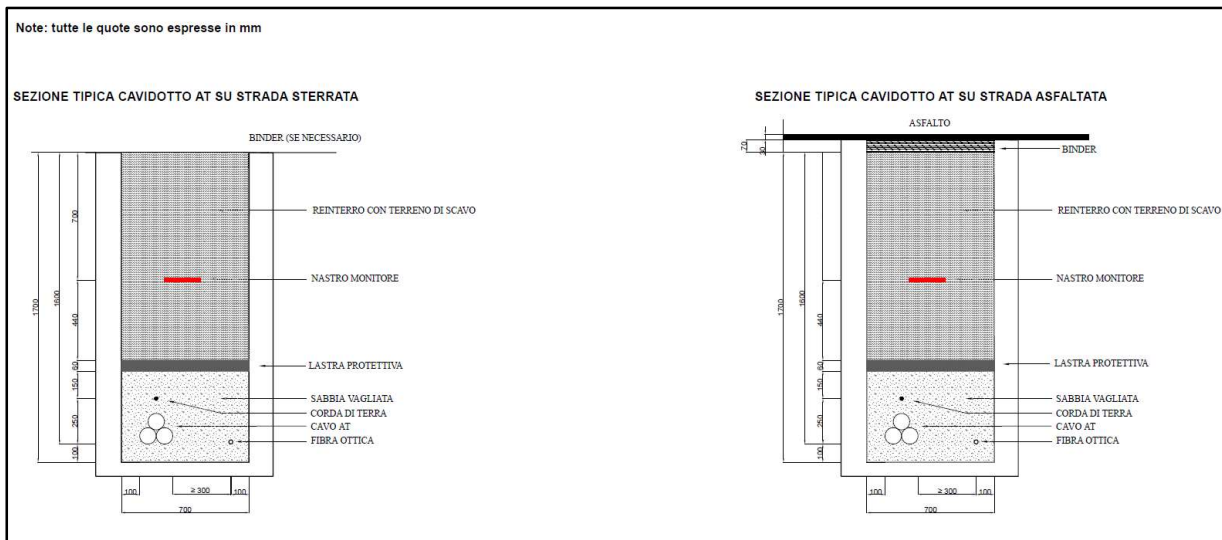 Note: tutte le quote sono espresse in mm
SEZIONE TIPICA CAVIDOTTO AT SU STRADA STERRATA
BINDER (SE NECESSARIO)
REINTERRO CON TERRENO DI SCAVO
NASTRO MONITORE
LASTRA PROTETTIVA
SABBIA VAGLIATA
CORDA DI TERRA
CAVO AT
FIBRA OTTICA
1700
1600
700
440
60
150
250
100
100
≥ 300
100
700
SEZIONE TIPICA CAVIDOTTO AT SU STRADA ASFALTATA
ASFALTO
BINDER
REINTERRO CON TERRENO DI SCAVO
NASTRO MONITORE
LASTRA PROTETTIVA
SABBIA VAGLIATA
CORDA DI TERRA
CAVO AT
FIBRA OTTICA
70
30
1700
1600
700
440
60
150
250
100
100
≥ 300
100
700